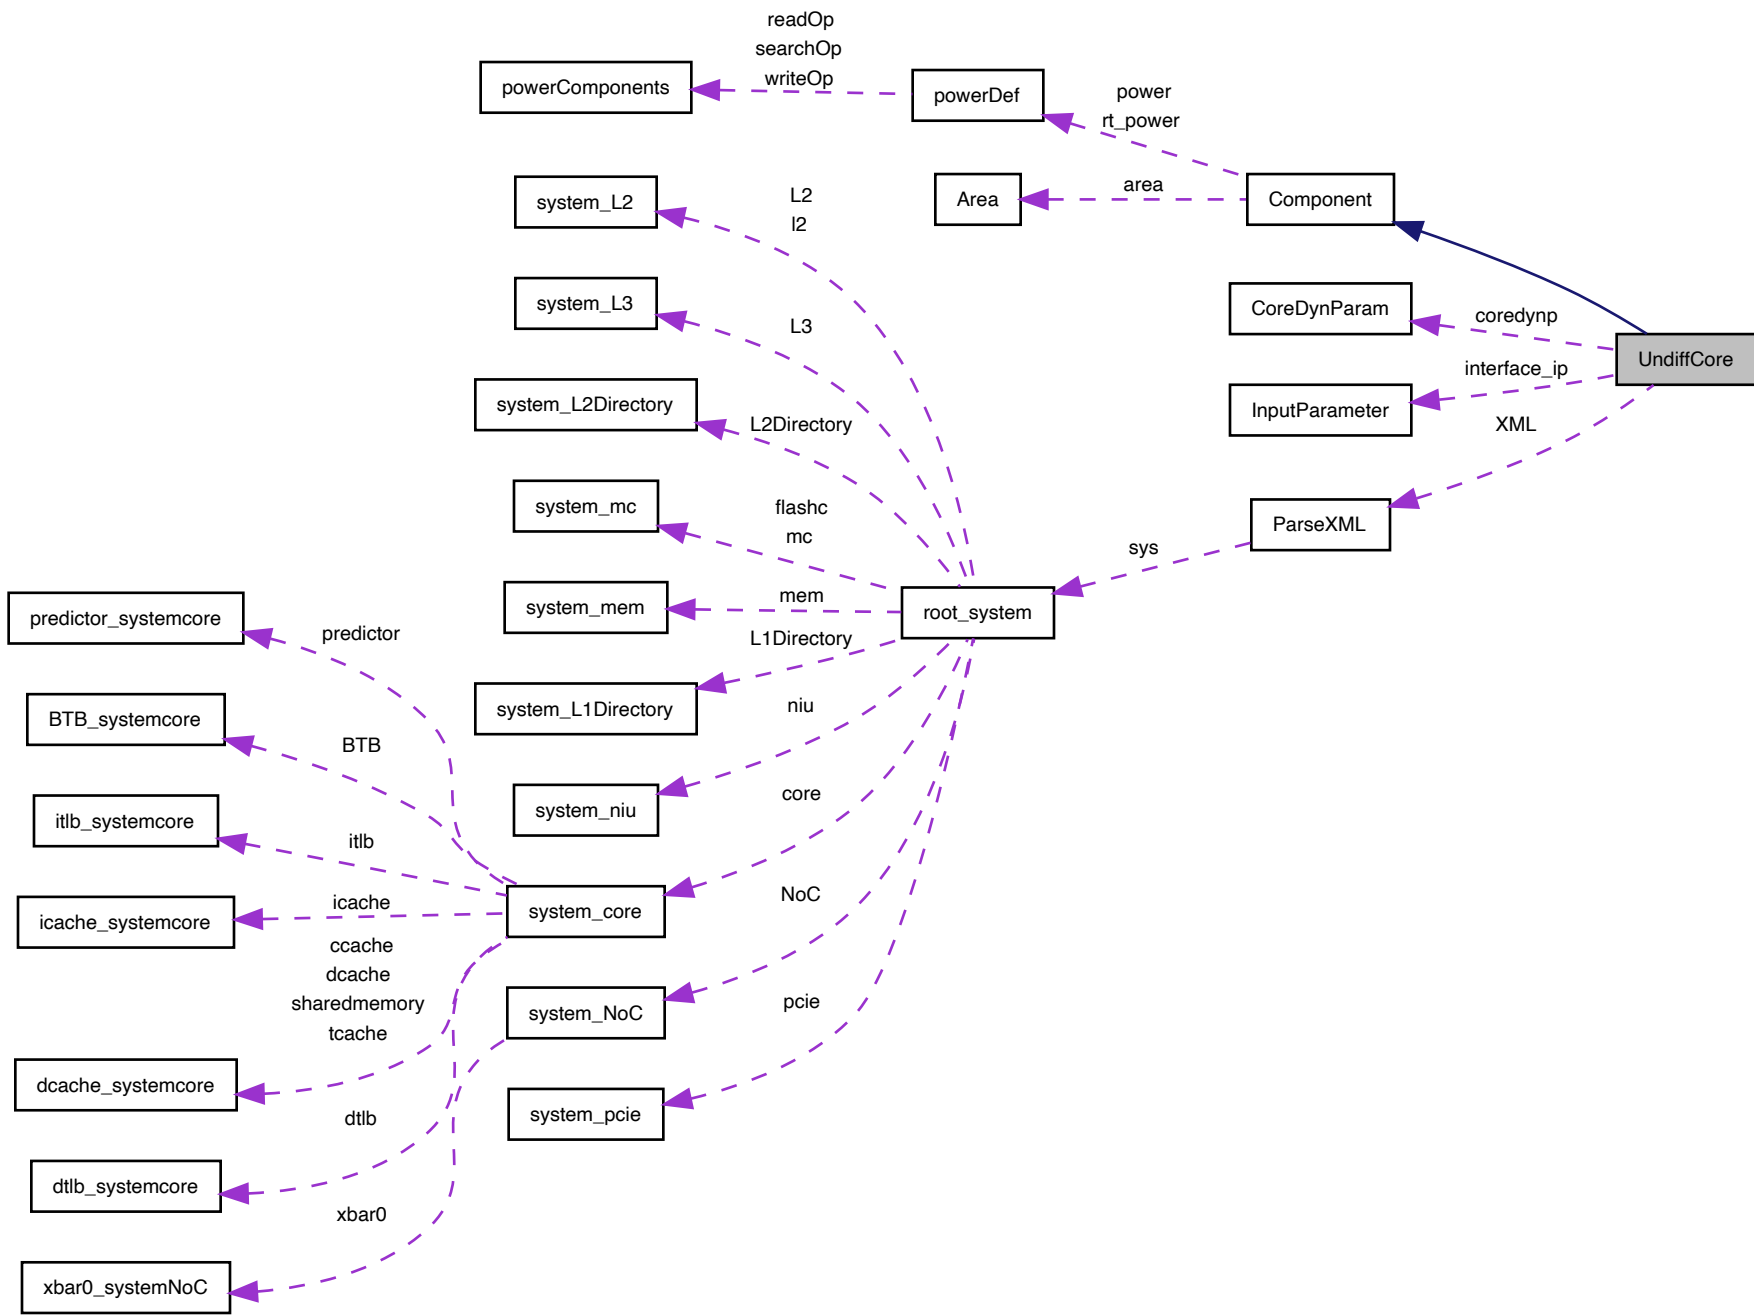 readOp
searchOp
writeOp
powerComponents
powerDef
power
rt_power
system_L2
L2
l2
Area
area
Component
system_L3
L3
CoreDynParam
coredynp
UndiffCore
system_L2Directory
L2Directory
InputParameter
interface_ip
XML
system_mc
flashc
mc
ParseXML
sys
system_mem
mem
root_system
predictor_systemcore
predictor
L1Directory
system_L1Directory
BTB_systemcore
BTB
niu
system_niu
itlb_systemcore
itlb
core
icache_systemcore
icache
system_core
NoC
ccache
dcache
sharedmemory
tcache
system_NoC
pcie
dcache_systemcore
dtlb
system_pcie
dtlb_systemcore
xbar0
xbar0_systemNoC